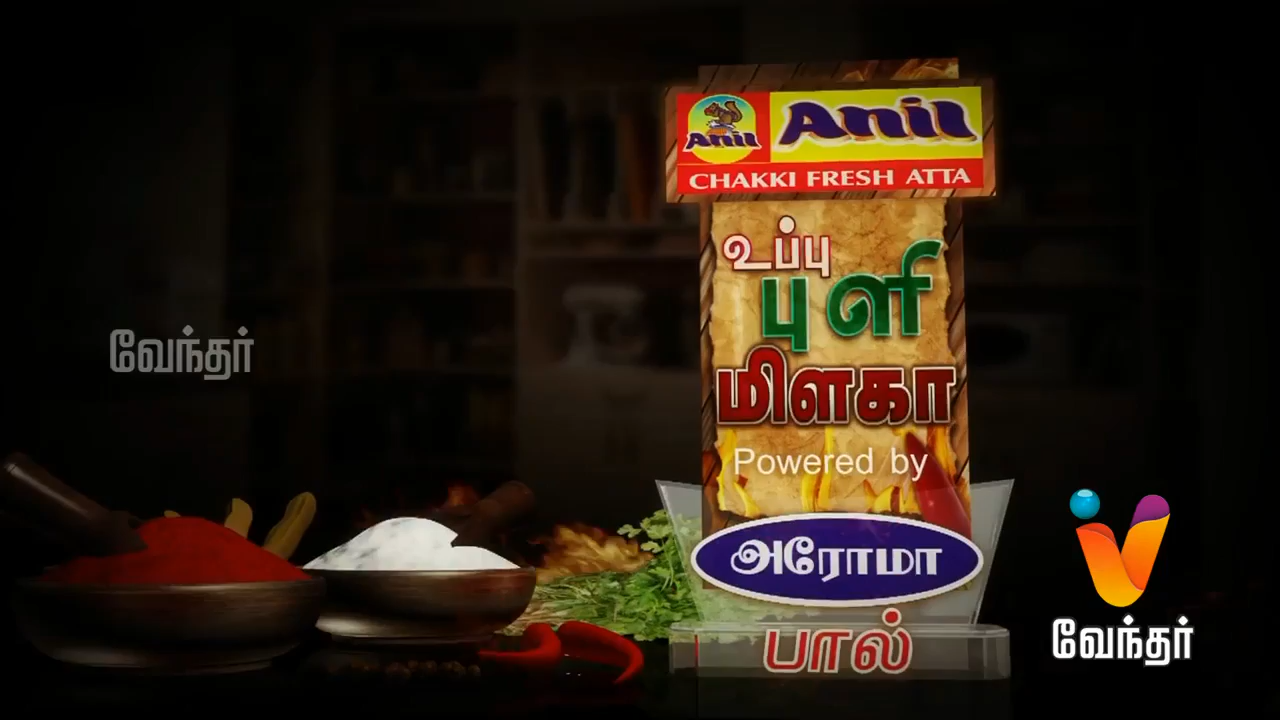 Anil
Anil
CHAKKI FRESH ATTA
உப்பு
புளி
மிளகா
Powered by
அரோமா
பால்
வேந்தர்
வேந்தர்